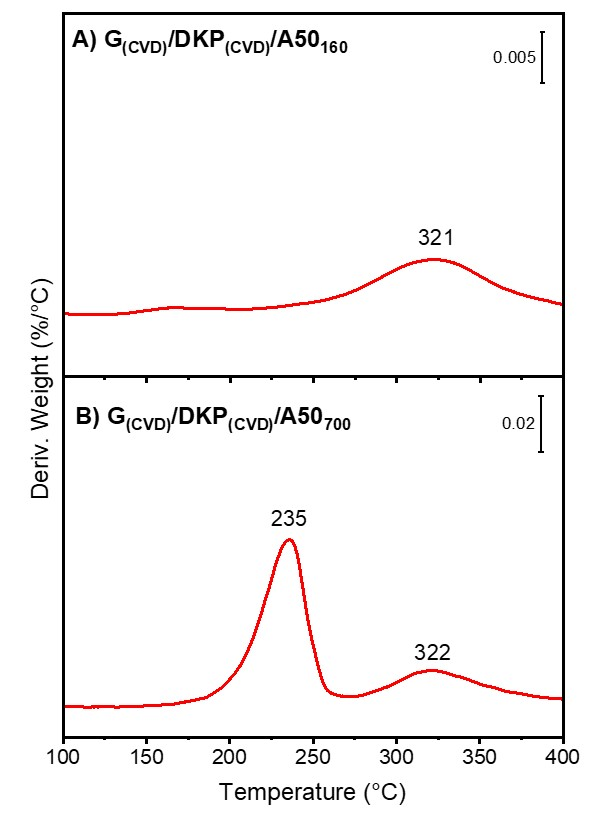 A) G(CVD)/DKP(CVD)/A50160
0.005
321
Deriv. Weight (%/°C)
B) G(CVD)/DKP(CVD)/A50700
0.02
235
322
100 150 200 250 300 350 400
Temperature (°C)